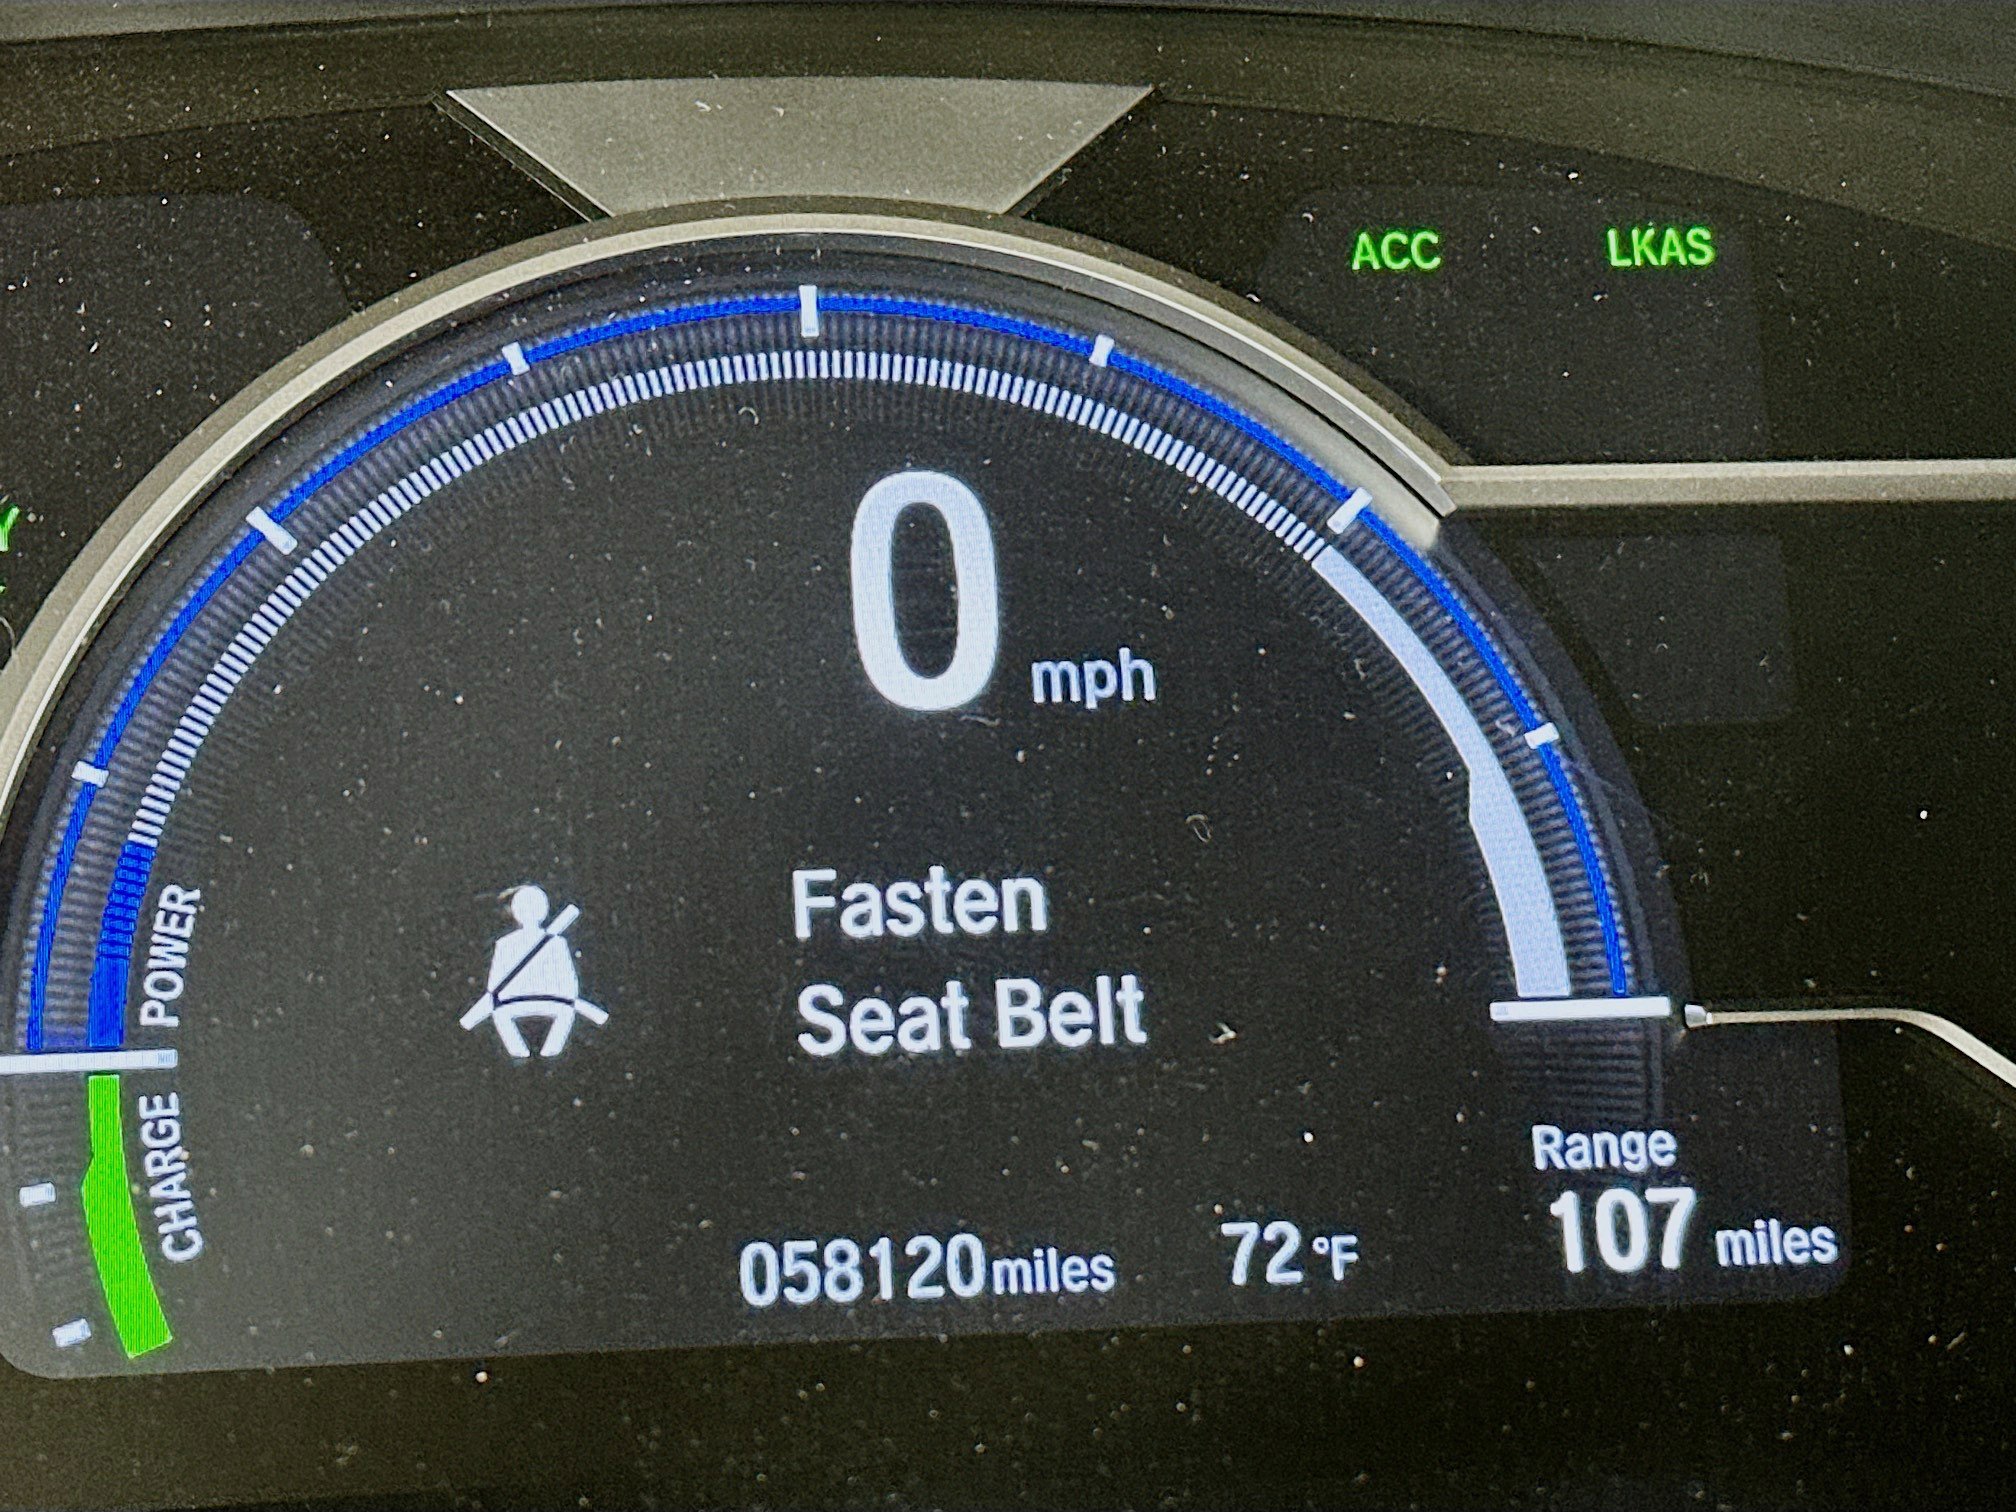 ACC LKAS
0 mph
POWER
Fasten
Seat Belt
CHARGE
Range
107 miles
058120miles 72°F